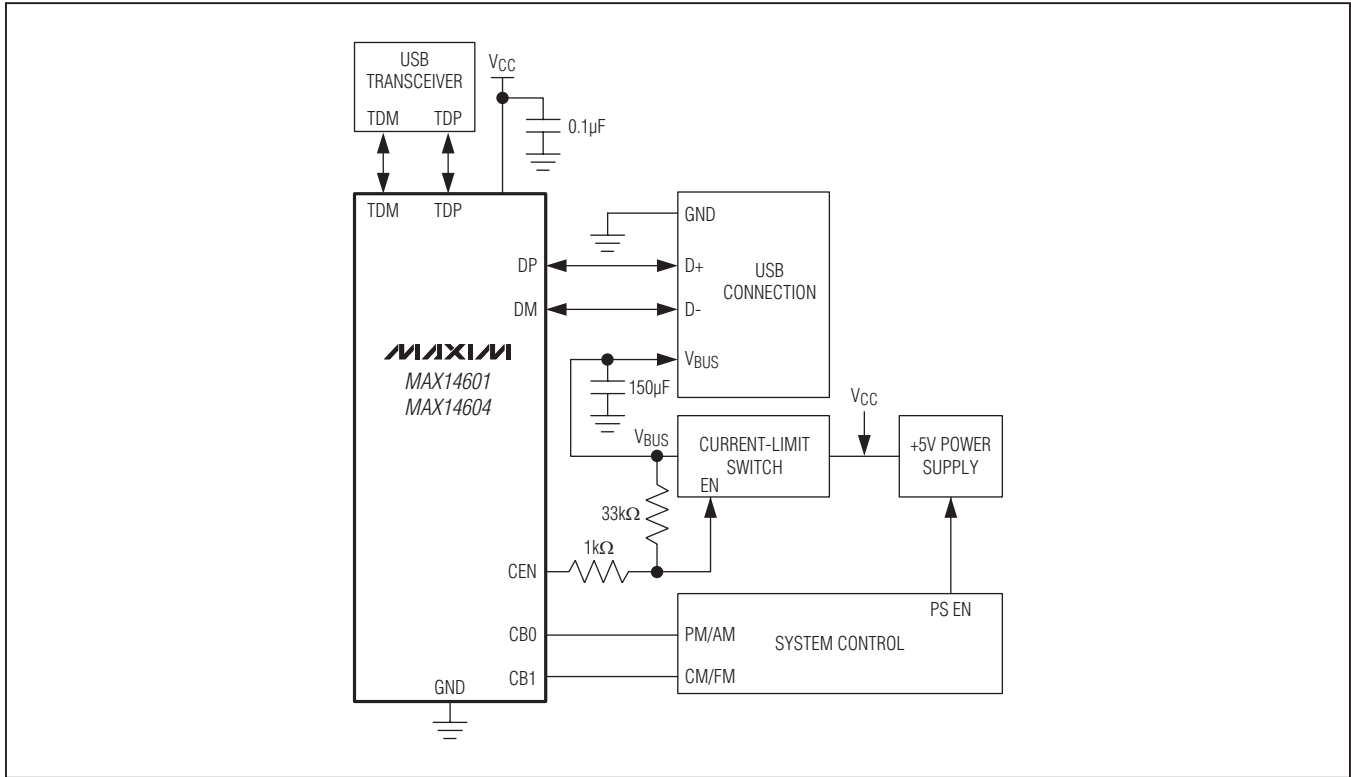 USB
TRANSCEIVER
TDM TDP
VCC
0.1µF
TDM TDP
DP
DM
MAXIM
MAX14601
MAX14604
CEN
CB0
CB1
GND
GND
D+
USB
CONNECTION
D-
VBUS
150µF
VBUS
CURRENT-LIMIT
SWITCH
EN
VCC
+5V POWER
SUPPLY
33kΩ
1kΩ
PS EN
PM/AM
SYSTEM CONTROL
CM/FM